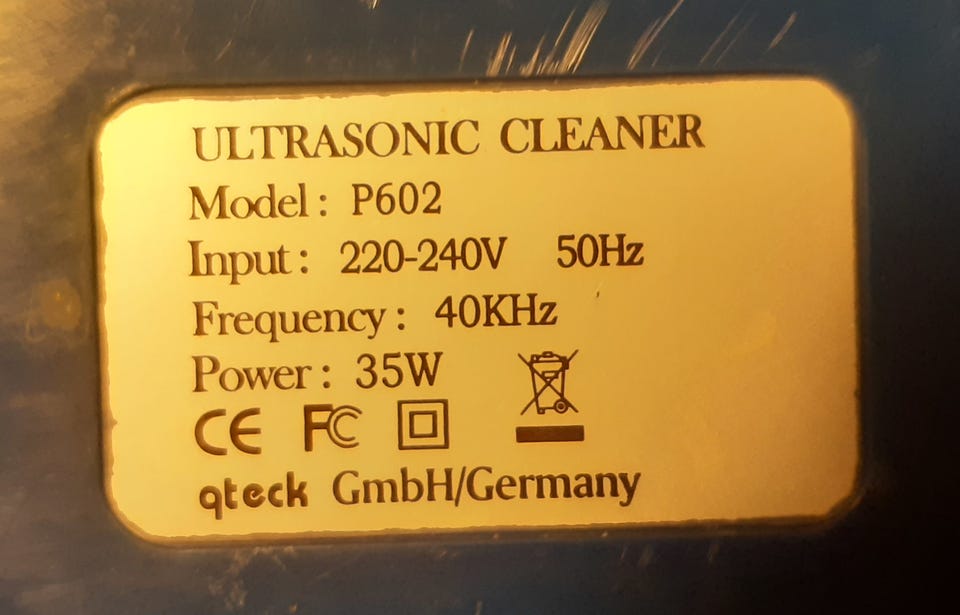 ULTRASONIC CLEANER
Model: P602
Input: 220-240V 50Hz
Frequency: 40KHz
Power: 35W
CE FC
qteck GmbH/Germany